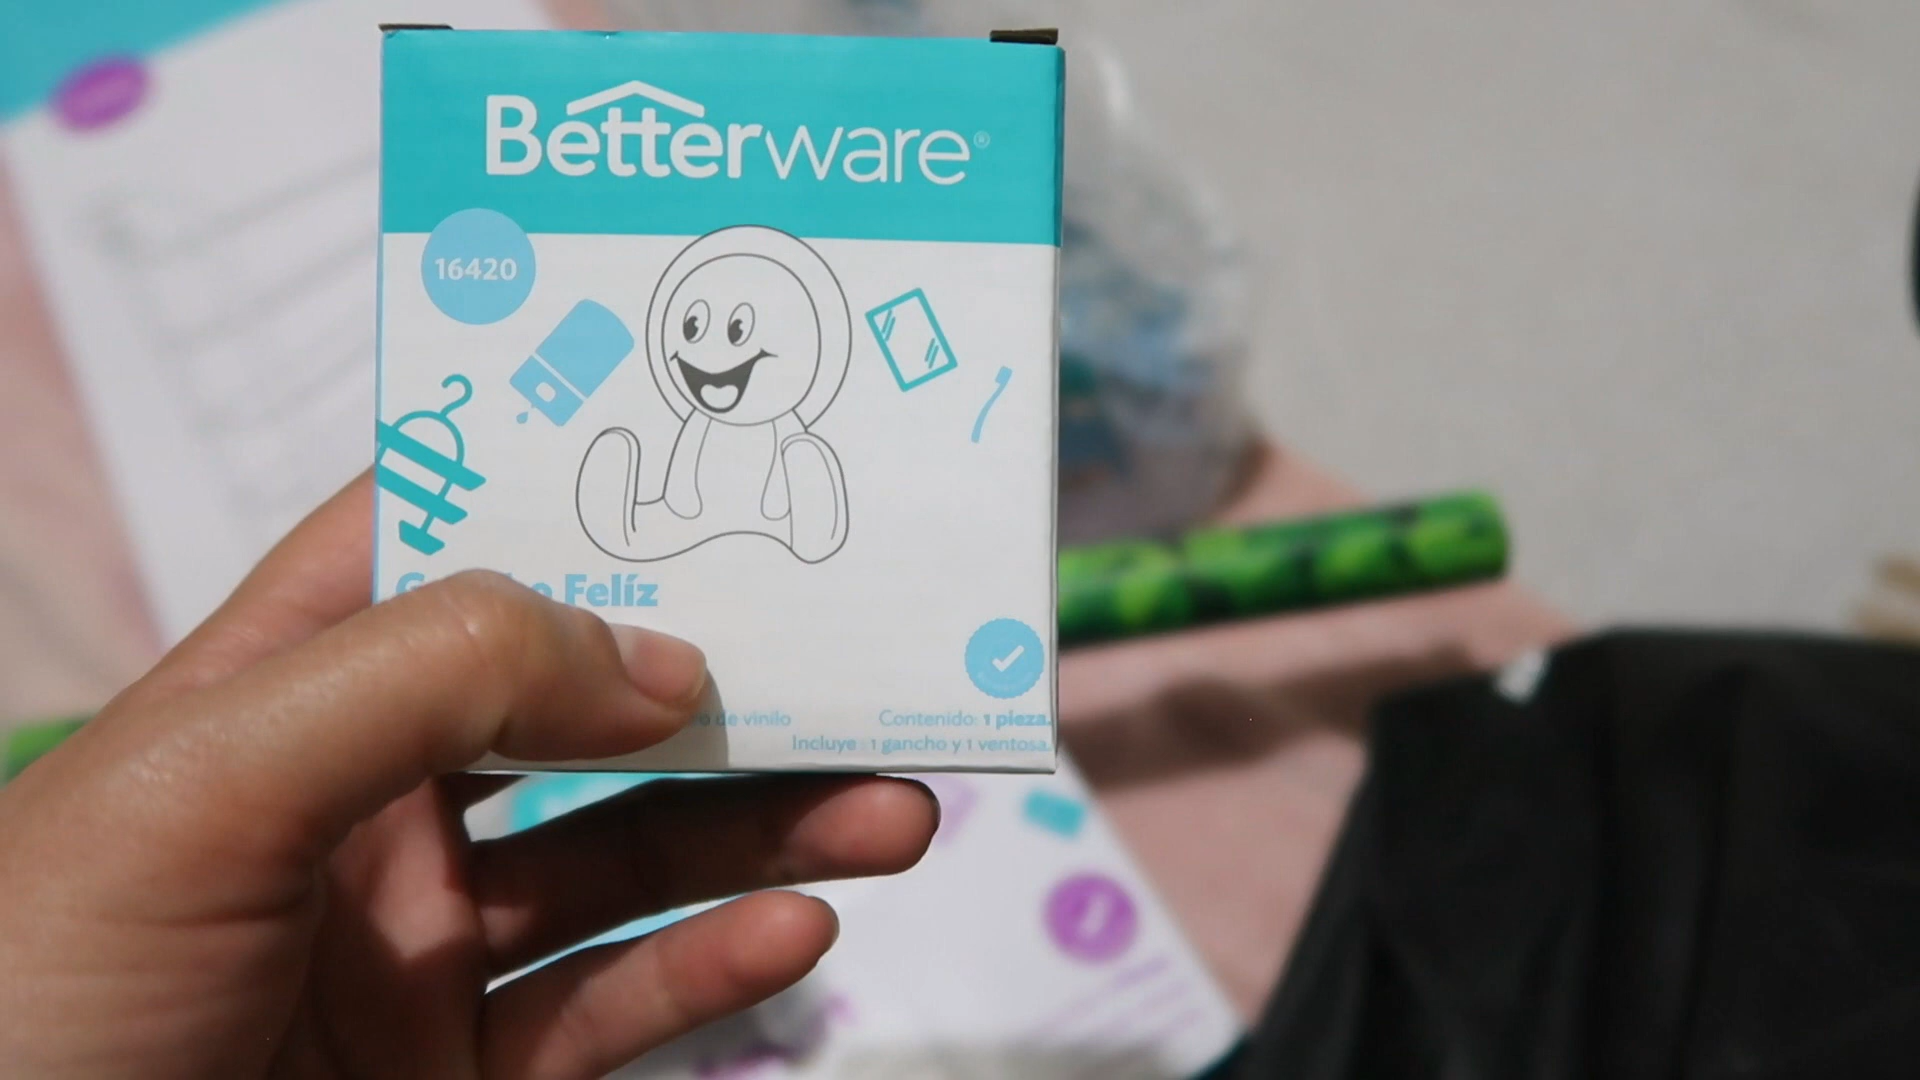 Betterware®
16420
Felíz
de vinilo
Contenido: 1 pieza.
Incluye : 1 gancho y 1 ventosa.